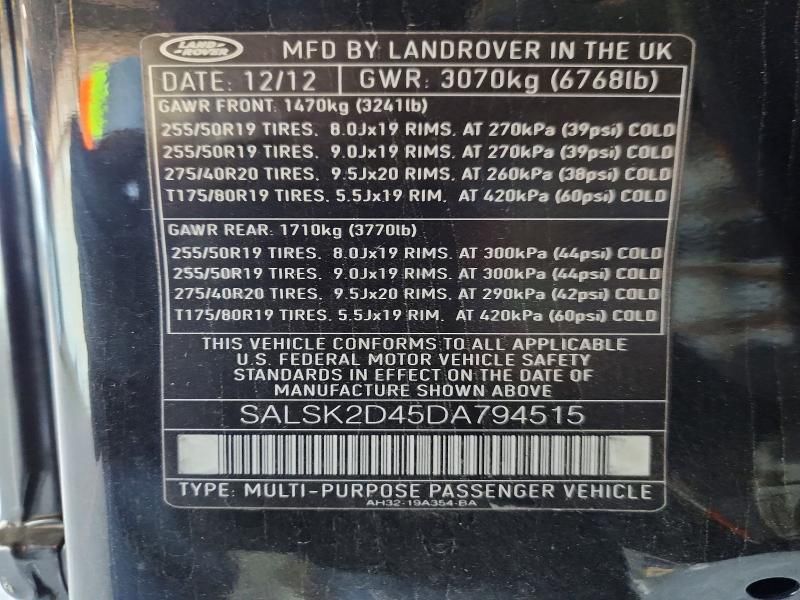 LAND ROVER MFD BY LANDROVER IN THE UK
DATE: 12/12 GWR: 3070kg (6768lb)
GAWR FRONT: 1470kg (3241lb)
255/50R19 TIRES, 8.0Jx19 RIMS, AT 270kPa (39psi) COLD
255/50R19 TIRES, 9.0Jx19 RIMS, AT 270kPa (39psi) COLD
275/40R20 TIRES, 9.5Jx20 RIMS, AT 260kPa (38psi) COLD
T175/80R19 TIRES, 5.5Jx19 RIM, AT 420kPa (60psi) COLD
GAWR REAR: 1710kg (3770lb)
255/50R19 TIRES, 8.0Jx19 RIMS, AT 300kPa (44psi) COLD
255/50R19 TIRES, 9.0Jx19 RIMS, AT 300kPa (44psi) COLD
275/40R20 TIRES, 9.5Jx20 RIMS, AT 290kPa (42psi) COLD
T175/80R19 TIRES, 5.5Jx19 RIM, AT 420kPa (60psi) COLD
THIS VEHICLE CONFORMS TO ALL APPLICABLE
U.S. FEDERAL MOTOR VEHICLE SAFETY
STANDARDS IN EFFECT ON THE DATE OF
MANUFACTURE SHOWN ABOVE
SALSK2D45DA794515
TYPE: MULTI-PURPOSE PASSENGER VEHICLE
AH32-19A354-BA